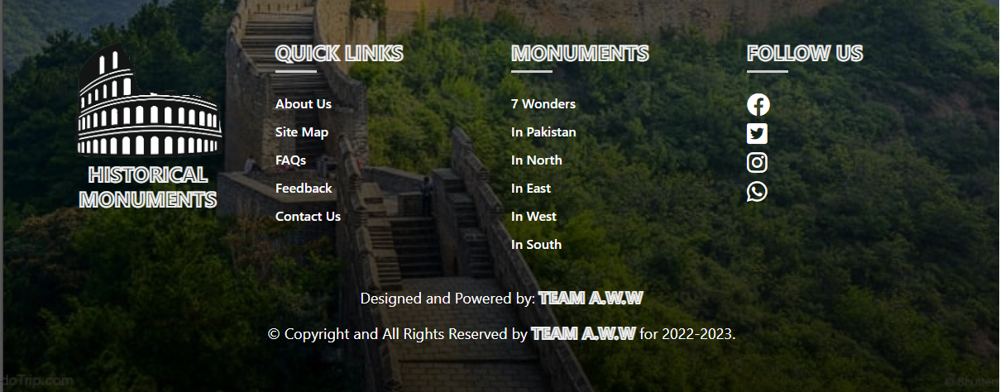 HISTORICAL
MONUMENTS
QUICK LINKS
About Us
Site Map
FAQs
Feedback
Contact Us
MONUMENTS
7 Wonders
In Pakistan
In North
In East
In West
In South
FOLLOW US
Designed and Powered by: TEAM A.W.W
© Copyright and All Rights Reserved by TEAM A.W.W for 2022-2023.
doTrip.com